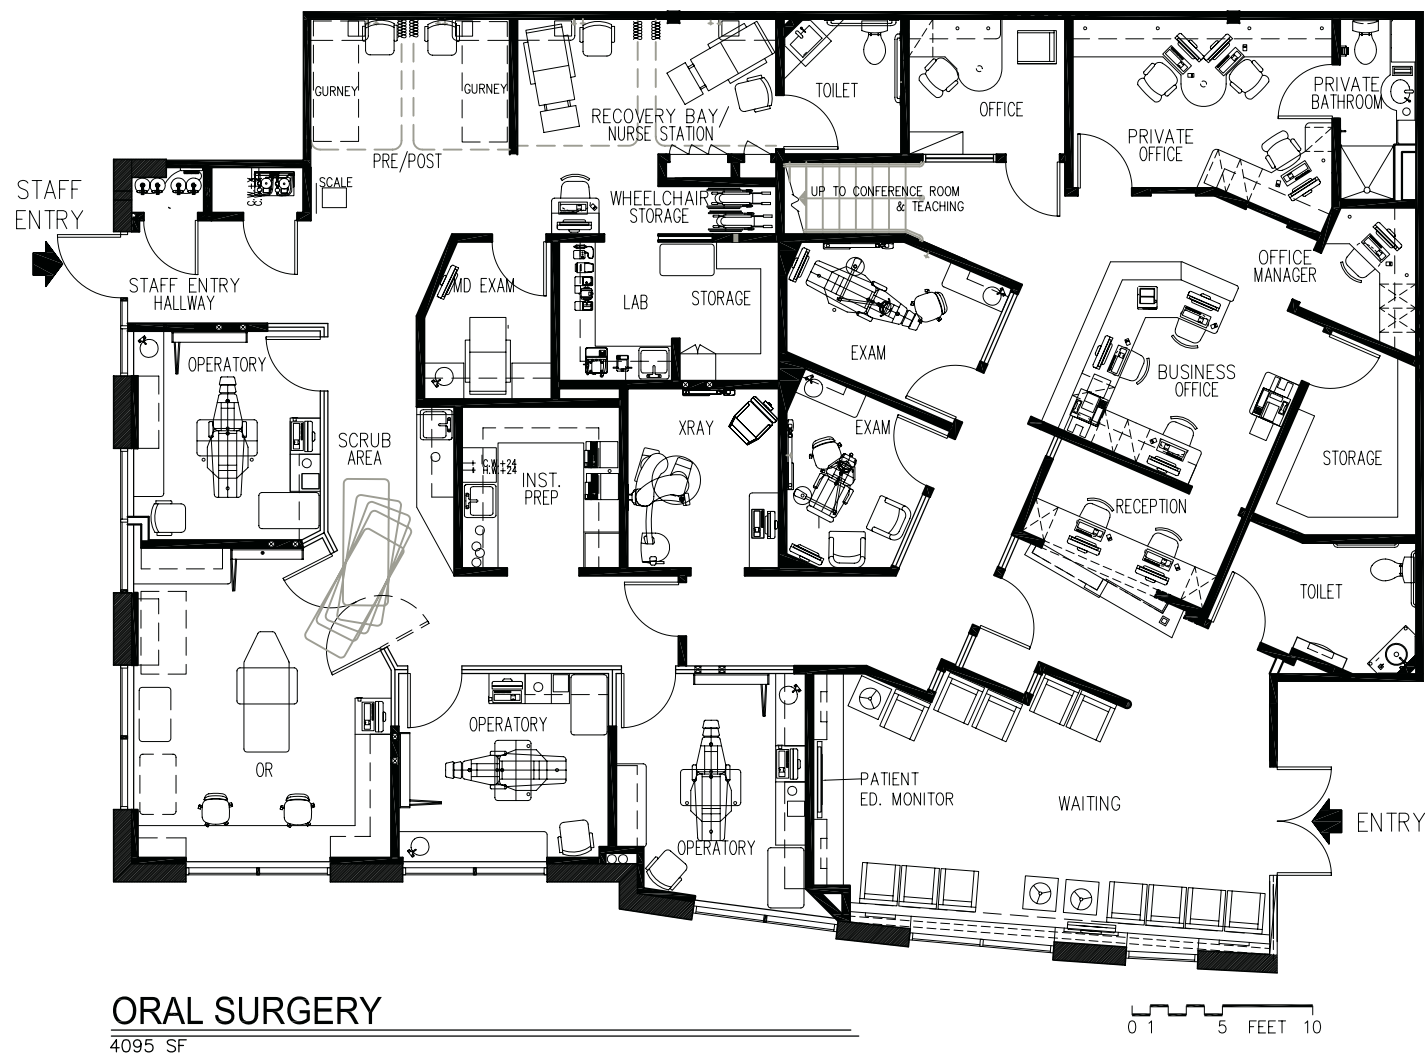 GURNEY
GURNEY
PRE/POST
RECOVERY BAY/
NURSE STATION
TOILET
OFFICE
PRIVATE
OFFICE
PRIVATE
BATHROOM
STAFF
ENTRY
SCALE
WHEELCHAIR
STORAGE
UP TO CONFERENCE ROOM
& TEACHING
STAFF ENTRY
HALLWAY
MD EXAM
LAB
STORAGE
OFFICE
MANAGER
OPERATORY
EXAM
BUSINESS
OFFICE
SCRUB
AREA
XRAY
EXAM
STORAGE
C.W.+24
H.W.+24
INST.
PREP
RECEPTION
TOILET
OPERATORY
OR
PATIENT
ED. MONITOR
WAITING
ENTRY
OPERATORY
ORAL SURGERY
4095 SF
0 1 5 FEET 10